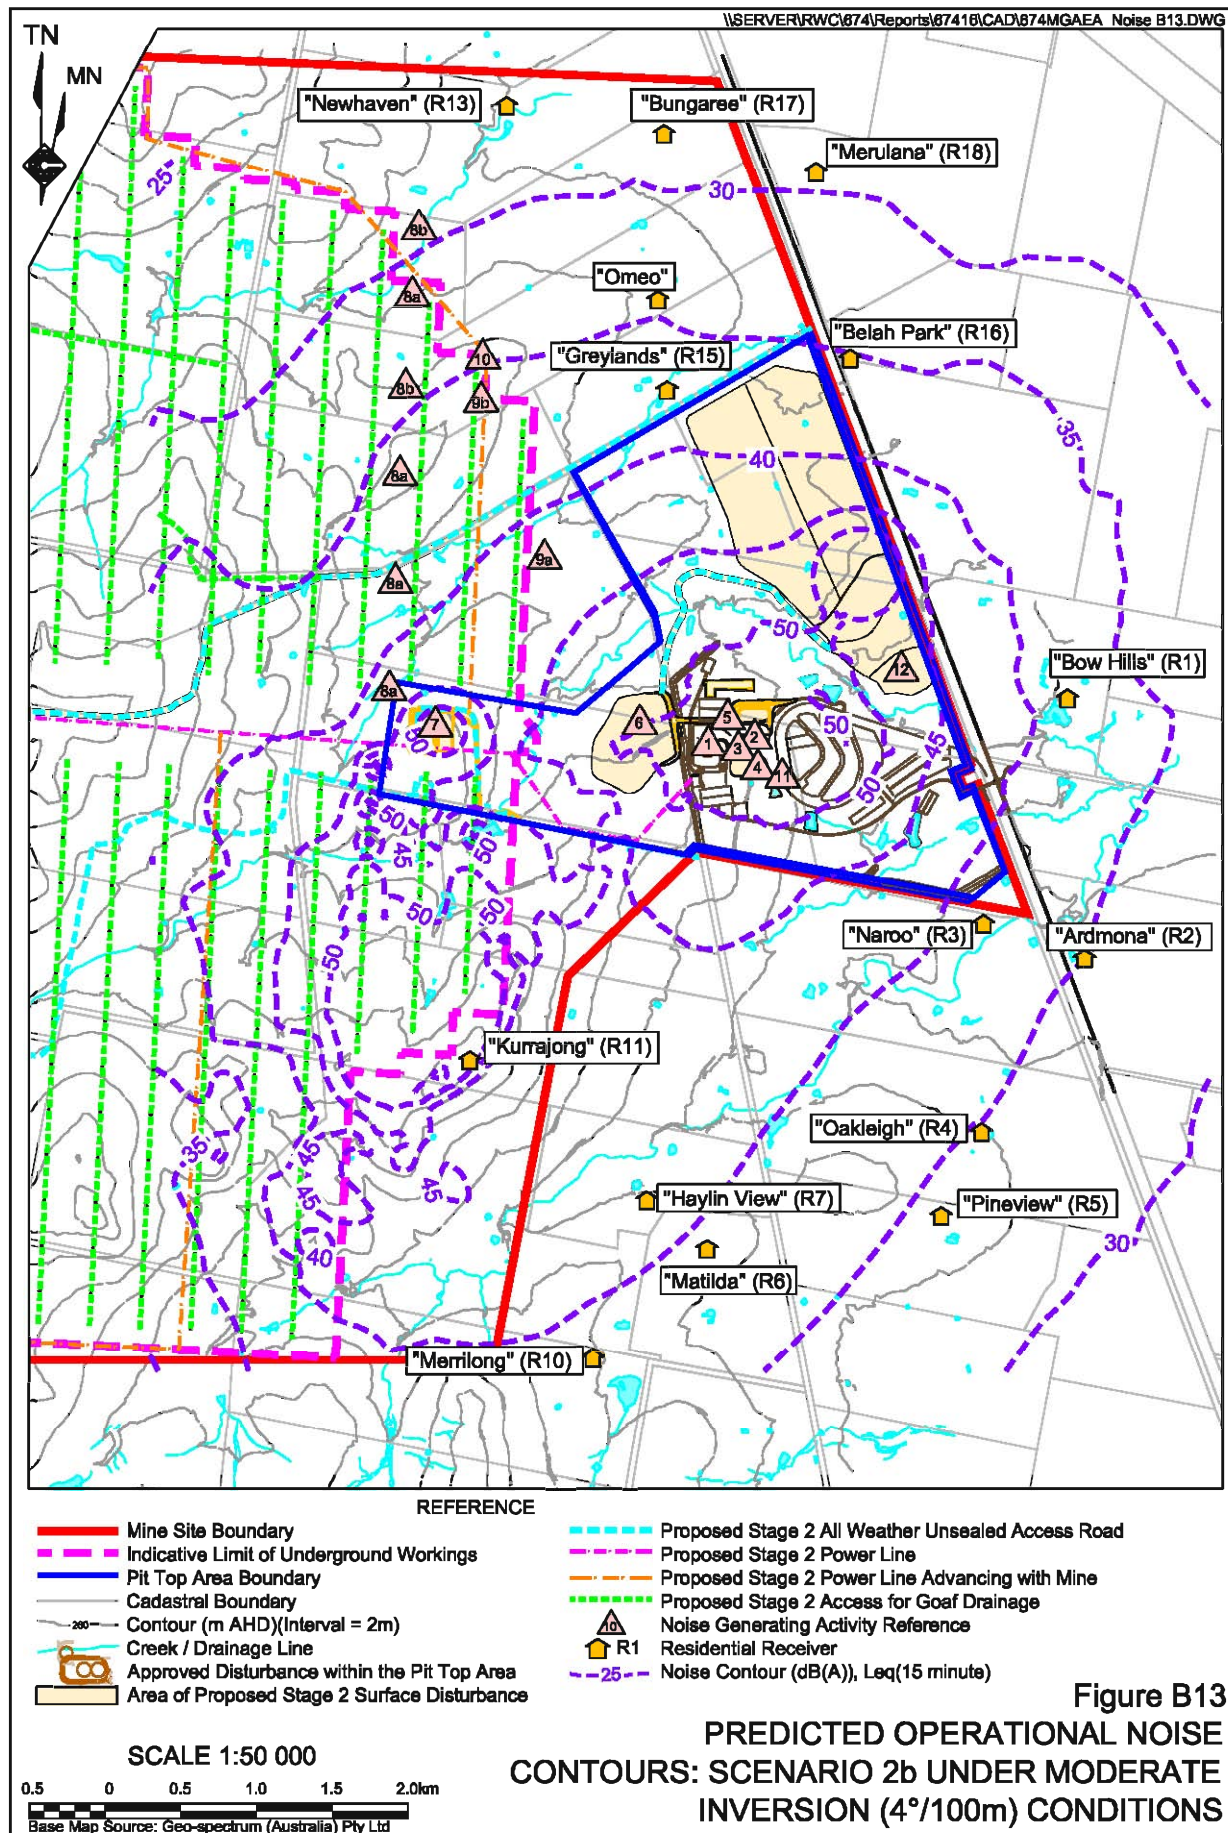 \\SERVER\RWC\674\Reports\67416\CAD\674MGAEA_Noise B13.DWG
TN
MN
"Newhaven" (R13)
"Bungaree" (R17)
"Merulana" (R18)
25
30
8b
"Omeo"
8a
"Belah Park" (R16)
"Greylands" (R15)
10
8b
9b
35
40
8a
9a
8a
50
"Bow Hills" (R1)
12
8a
7
50
6
5
1
3
2
4
11
50
45
50
50
45
50
50
50
50
"Naroo" (R3)
"Ardmona" (R2)
"Kurrajong" (R11)
"Oakleigh" (R4)
35
45
45
45
"Haylin View" (R7)
"Pineview" (R5)
40
30
"Matilda" (R6)
"Merrilong" (R10)
REFERENCE
Mine Site Boundary
Indicative Limit of Underground Workings
Pit Top Area Boundary
Cadastral Boundary
260 Contour (m AHD)(Interval = 2m)
Creek / Drainage Line
Approved Disturbance within the Pit Top Area
Area of Proposed Stage 2 Surface Disturbance
Proposed Stage 2 All Weather Unsealed Access Road
Proposed Stage 2 Power Line
Proposed Stage 2 Power Line Advancing with Mine
Proposed Stage 2 Access for Goaf Drainage
10 Noise Generating Activity Reference
R1 Residential Receiver
25 Noise Contour (dB(A)), Leq(15 minute)
Figure B13
PREDICTED OPERATIONAL NOISE
CONTOURS: SCENARIO 2b UNDER MODERATE
INVERSION (4°/100m) CONDITIONS
SCALE 1:50 000
0.5 0 0.5 1.0 1.5 2.0km
Base Map Source: Geo-spectrum (Australia) Pty Ltd